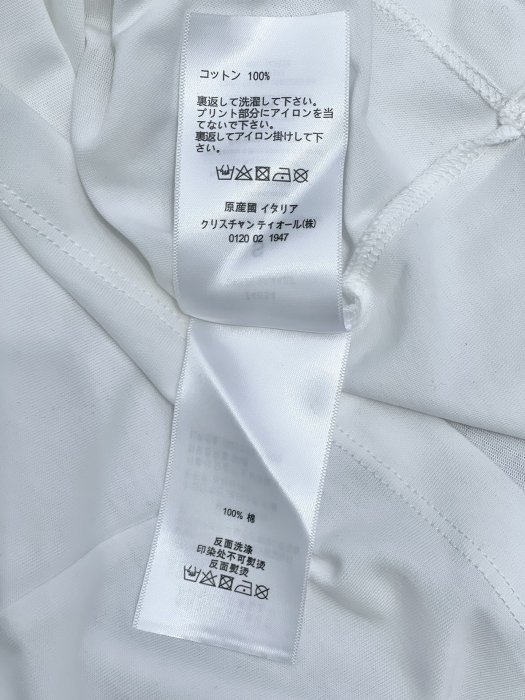 コットン 100%
裏返して洗濯して下さい。
プリント部分にアイロンを当
てないで下さい。
裏返してアイロン掛けして下
さい。
原産國 イタリア
クリスチャン ディオール(株)
0120 02 1947
100% 棉
反面洗涤
印染处不可熨烫
反面熨烫